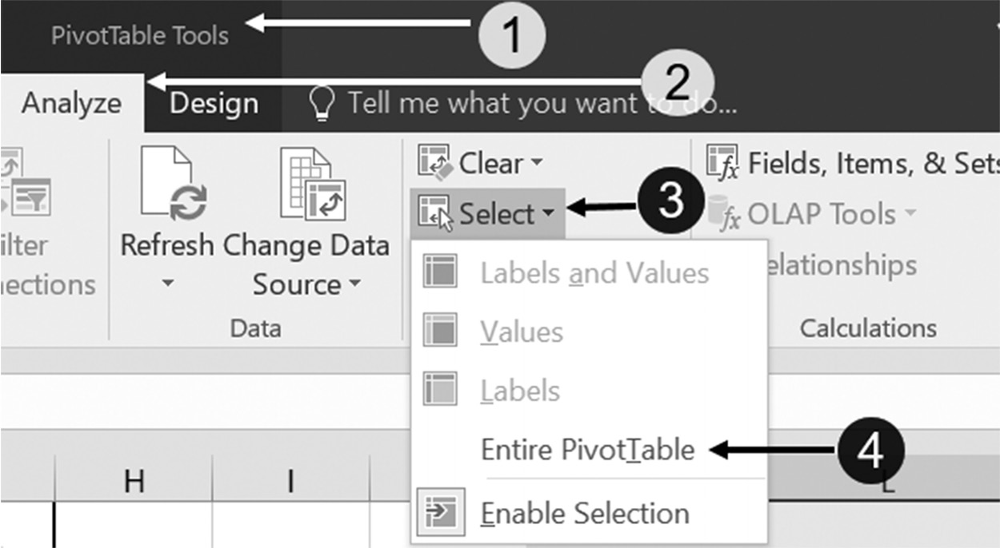 PivotTable Tools
1
2
Analyze
Design
Tell me what you want to do...
Clear
Fields, Items, & Sets
3
Select
OLAP Tools
ilter
Refresh
Change Data
Labels and Values
elationships
ections
Source
Values
Data
Calculations
Labels
Entire PivotTable
4
H
I
L
Enable Selection